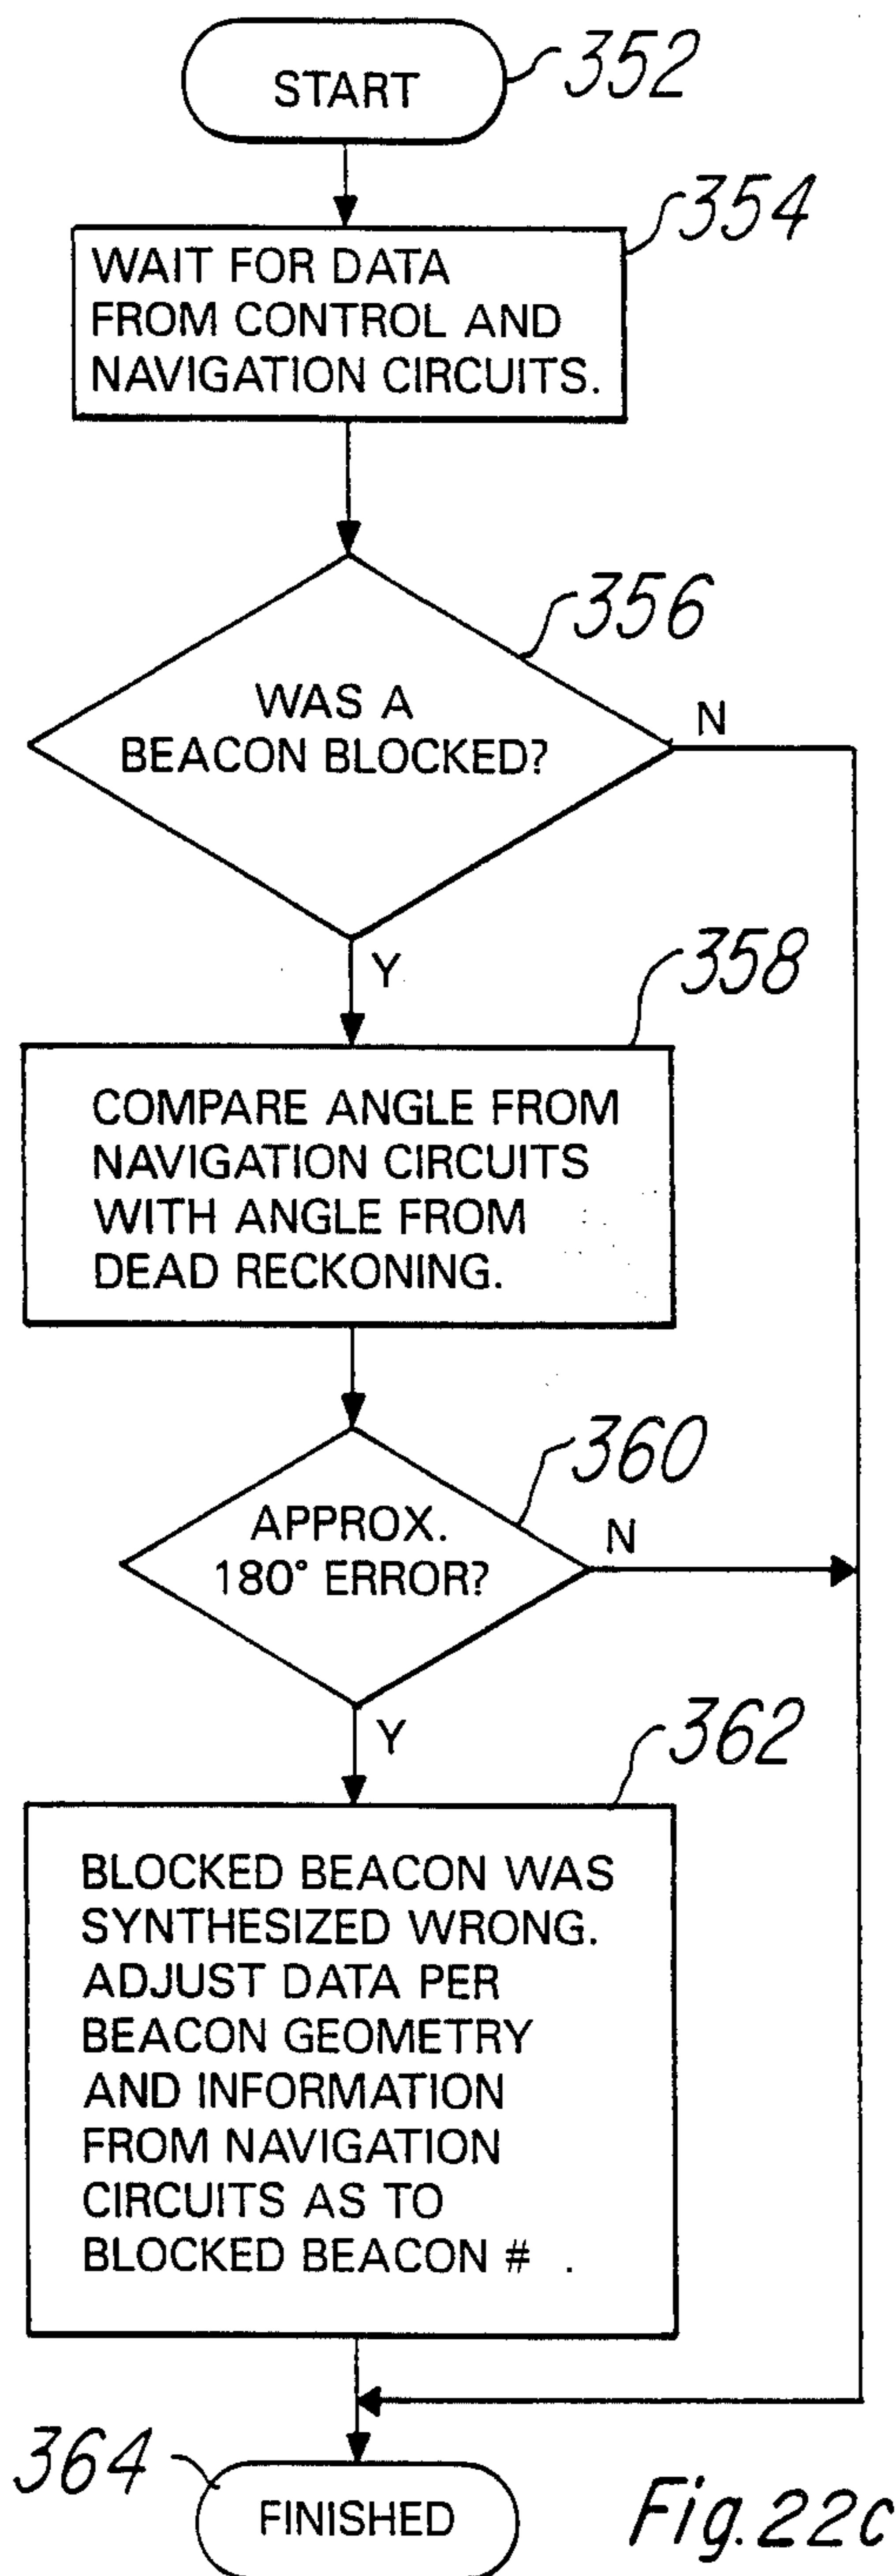 START
352
354
WAIT FOR DATA
FROM CONTROL AND
NAVIGATION CIRCUITS.
356
WAS A
BEACON BLOCKED?
N
Y
358
COMPARE ANGLE FROM
NAVIGATION CIRCUITS
WITH ANGLE FROM
DEAD RECKONING.
360
APPROX.
180° ERROR?
N
Y
362
BLOCKED BEACON WAS
SYNTHESIZED WRONG.
ADJUST DATA PER
BEACON GEOMETRY
AND INFORMATION
FROM NAVIGATION
CIRCUITS AS TO
BLOCKED BEACON # .
364
FINISHED
Fig. 22c